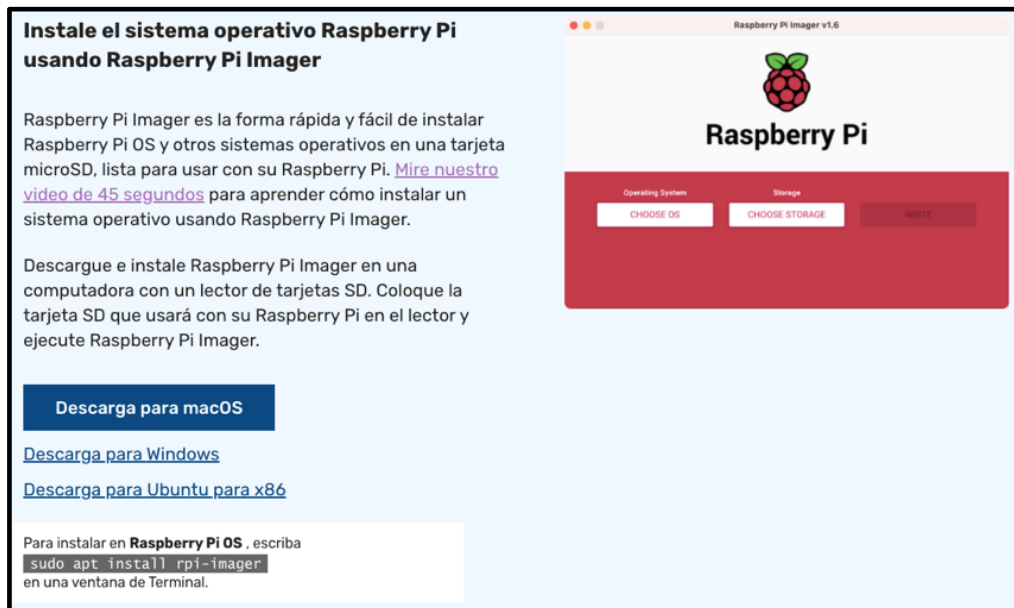 Instale el sistema operativo Raspberry Pi
usando Raspberry Pi Imager
Raspberry Pi Imager es la forma rápida y fácil de instalar
Raspberry Pi OS y otros sistemas operativos en una tarjeta
microSD, lista para usar con su Raspberry Pi. Mire nuestro
video de 45 segundos para aprender cómo instalar un
sistema operativo usando Raspberry Pi Imager.
Descargue e instale Raspberry Pi Imager en una
computadora con un lector de tarjetas SD. Coloque la
tarjeta SD que usará con su Raspberry Pi en el lector y
ejecute Raspberry Pi Imager.
Descarga para macOS
Descarga para Windows
Descarga para Ubuntu para x86
Para instalar en Raspberry Pi OS , escriba
sudo apt install rpi-imager
en una ventana de Terminal.
Raspberry Pi Imager v1.6
Raspberry Pi
Operating System Storage
CHOOSE OS CHOOSE STORAGE WRITE